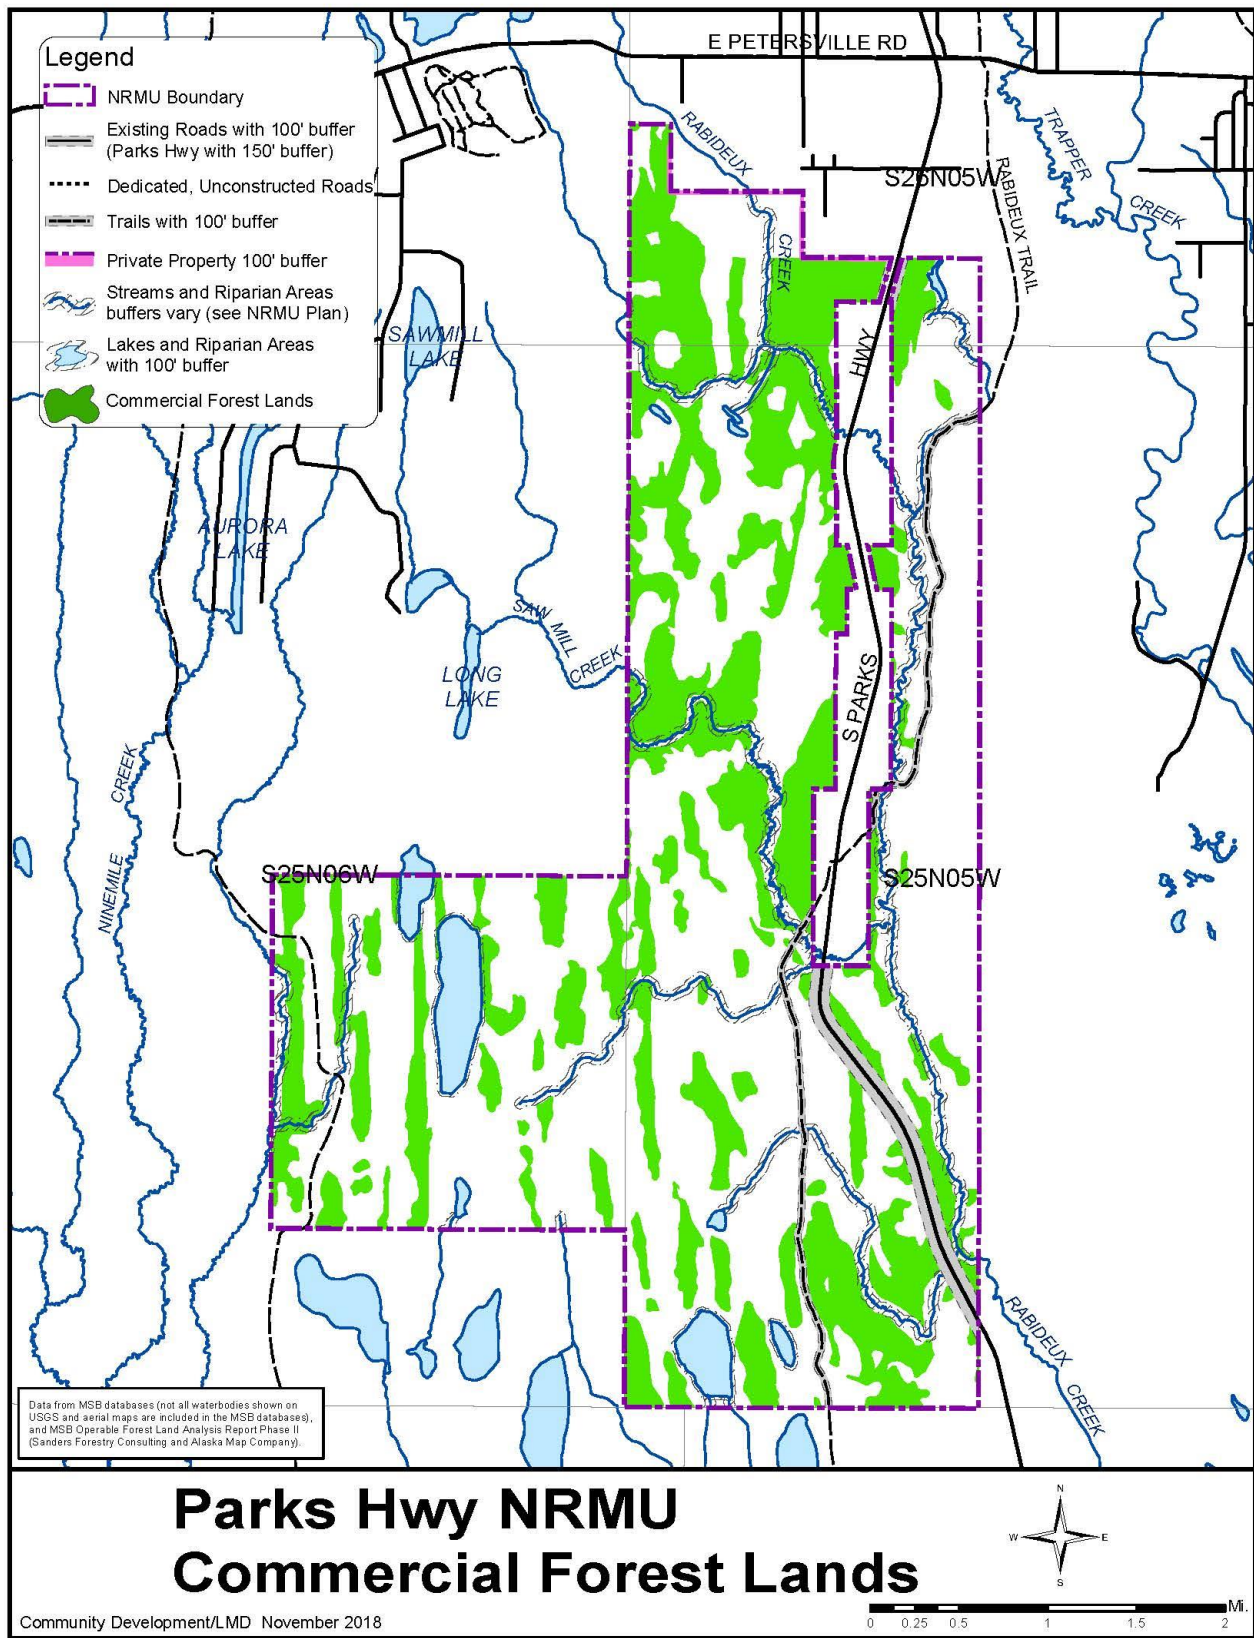 Legend
NRMU Boundary
Existing Roads with 100' buffer
(Parks Hwy with 150' buffer)
Dedicated, Unconstructed Roads
Trails with 100' buffer
Private Property 100' buffer
Streams and Riparian Areas
buffers vary (see NRMU Plan)
Lakes and Riparian Areas
with 100' buffer
Commercial Forest Lands
E PETERSVILLE RD
RABIDEUX
CREEK
TRAPPER
CREEK
S26N05W
RABIDEUX TRAIL
SAWMILL
LAKE
HWY
AURORA
LAKE
SAW MILL
CREEK
LONG
LAKE
S PARKS
NINEMILE
CREEK
S25N06W
S25N05W
RABIDEUX
CREEK
Data from MSB databases (not all waterbodies shown on
USGS and aerial maps are included in the MSB databases),
and MSB Operable Forest Land Analysis Report Phase II
(Sanders Forestry Consulting and Alaska Map Company).
Parks Hwy NRMU
Commercial Forest Lands
N
W
E
S
Community Development/LMD November 2018
0 0.25 0.5 1 1.5 2 Mi.